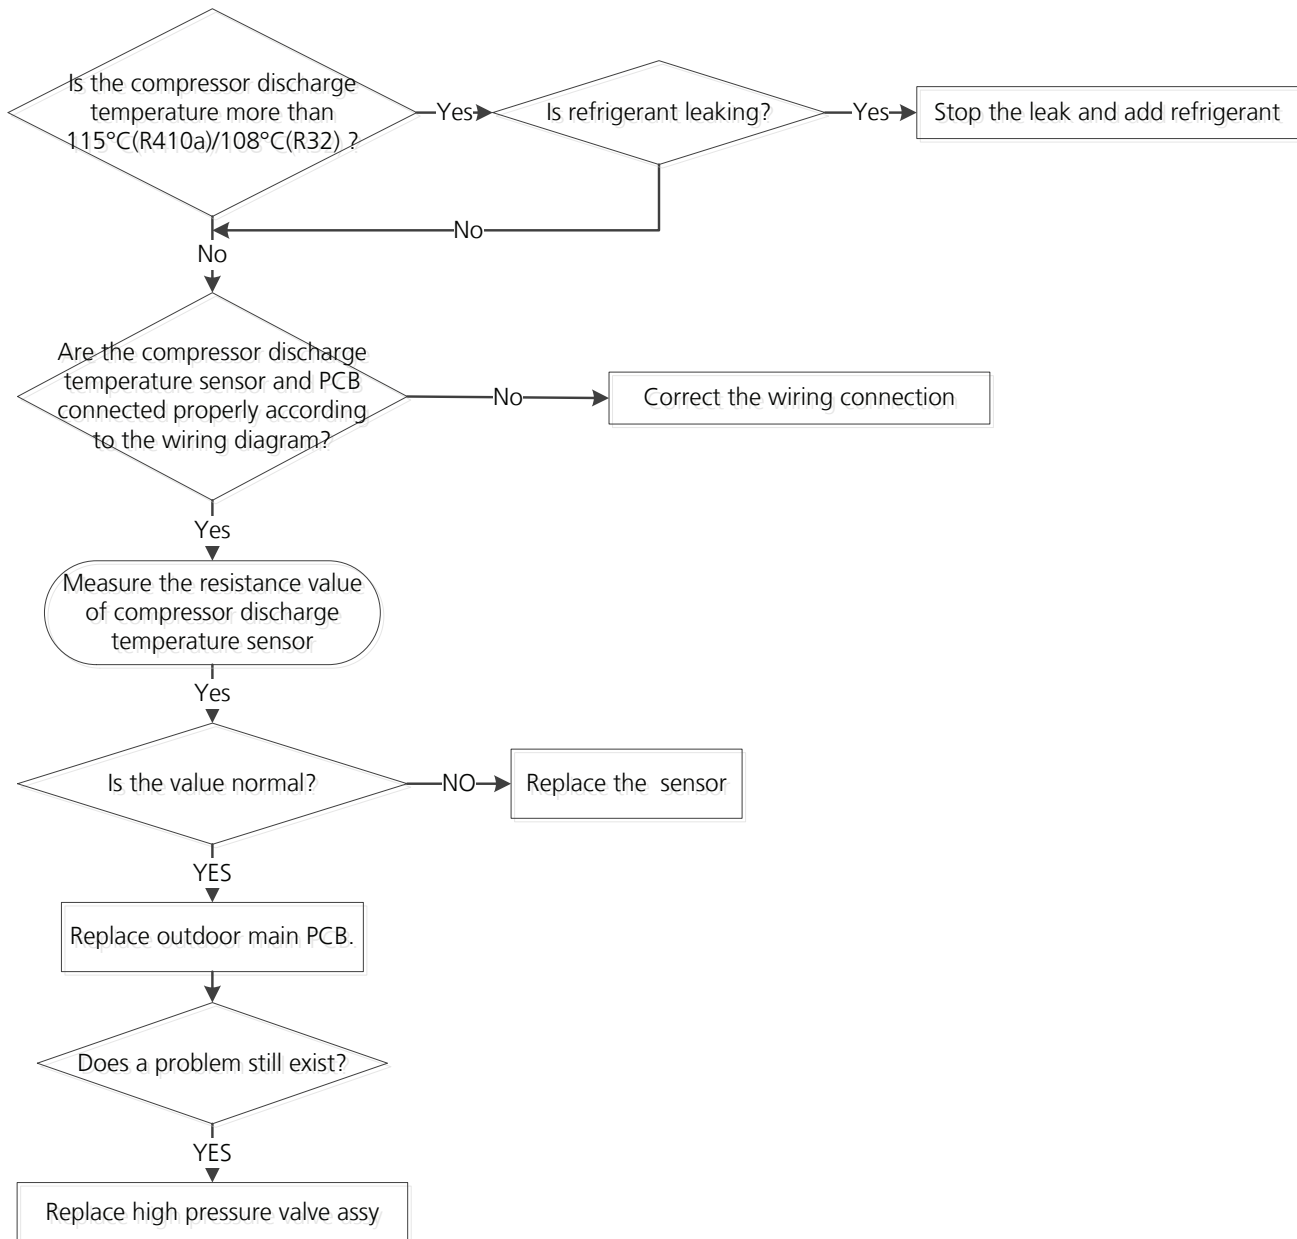 Is the compressor discharge
temperature more than
115°C(R410a)/108°C(R32) ?
Yes
Is refrigerant leaking?
Yes
Stop the leak and add refrigerant
No
No
Are the compressor discharge
temperature sensor and PCB
connected properly according
to the wiring diagram?
No
Correct the wiring connection
Yes
Measure the resistance value
of compressor discharge
temperature sensor
Yes
Is the value normal?
NO
Replace the  sensor
YES
Replace outdoor main PCB.
Does a problem still exist?
YES
Replace high pressure valve assy